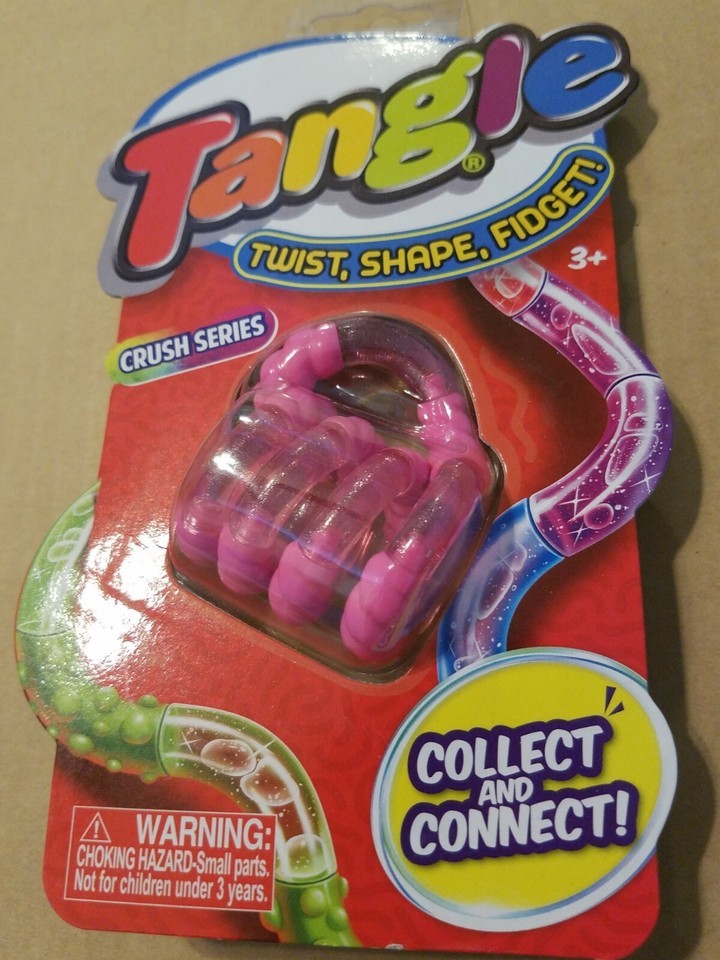 Tangle®
TWIST, SHAPE, FIDGET!
3+
CRUSH SERIES
COLLECT
AND
CONNECT!
WARNING:
CHOKING HAZARD-Small parts.
Not for children under 3 years.